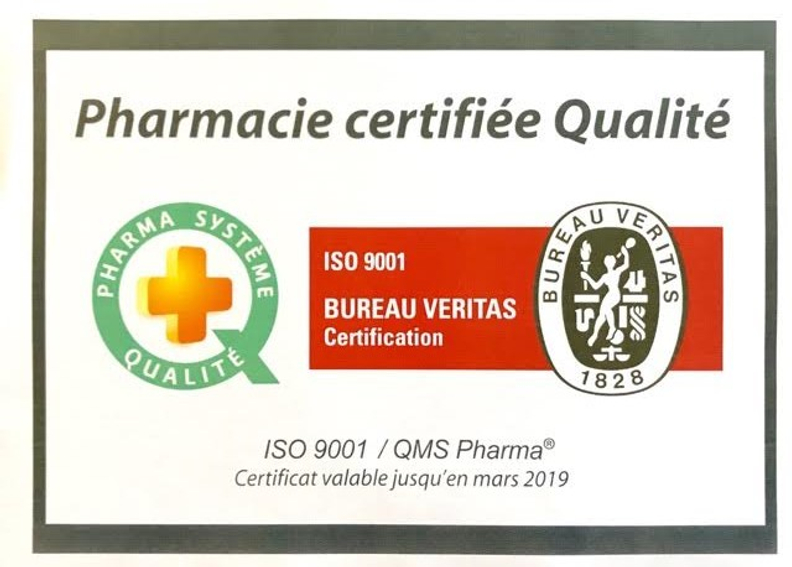 Pharmacie certifiée Qualité
PHARMA SYSTÈME
QUALITÉ
ISO 9001
BUREAU VERITAS
Certification
BUREAU VERITAS
1828
ISO 9001 / QMS Pharma®
Certificat valable jusqu'en mars 2019